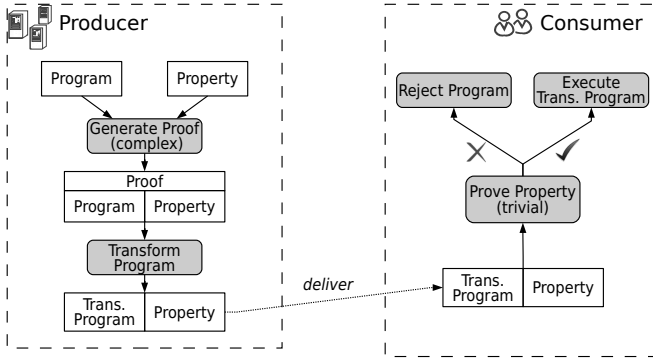 Producer
Program
Property
Generate Proof
(complex)
Proof
Program
Property
Transform
Program
Trans.
Program
Property
deliver
Consumer
Reject Program
Execute
Trans. Program
Prove Property
(trivial)
Trans.
Program
Property